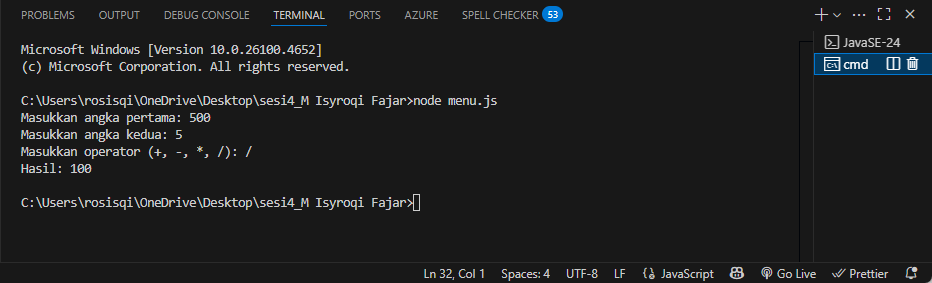 PROBLEMS OUTPUT DEBUG CONSOLE TERMINAL PORTS AZURE SPELL CHECKER 53
Microsoft Windows [Version 10.0.26100.4652]
(c) Microsoft Corporation. All rights reserved.
C:\Users\rosisqi\OneDrive\Desktop\sesi4_M Isyroqi Fajar>node menu.js
Masukkan angka pertama: 500
Masukkan angka kedua: 5
Masukkan operator (+, -, *, /): /
Hasil: 100
C:\Users\rosisqi\OneDrive\Desktop\sesi4_M Isyroqi Fajar>
JavaSE-24
cmd
Ln 32, Col 1 Spaces: 4 UTF-8 LF JavaScript Go Live Prettier